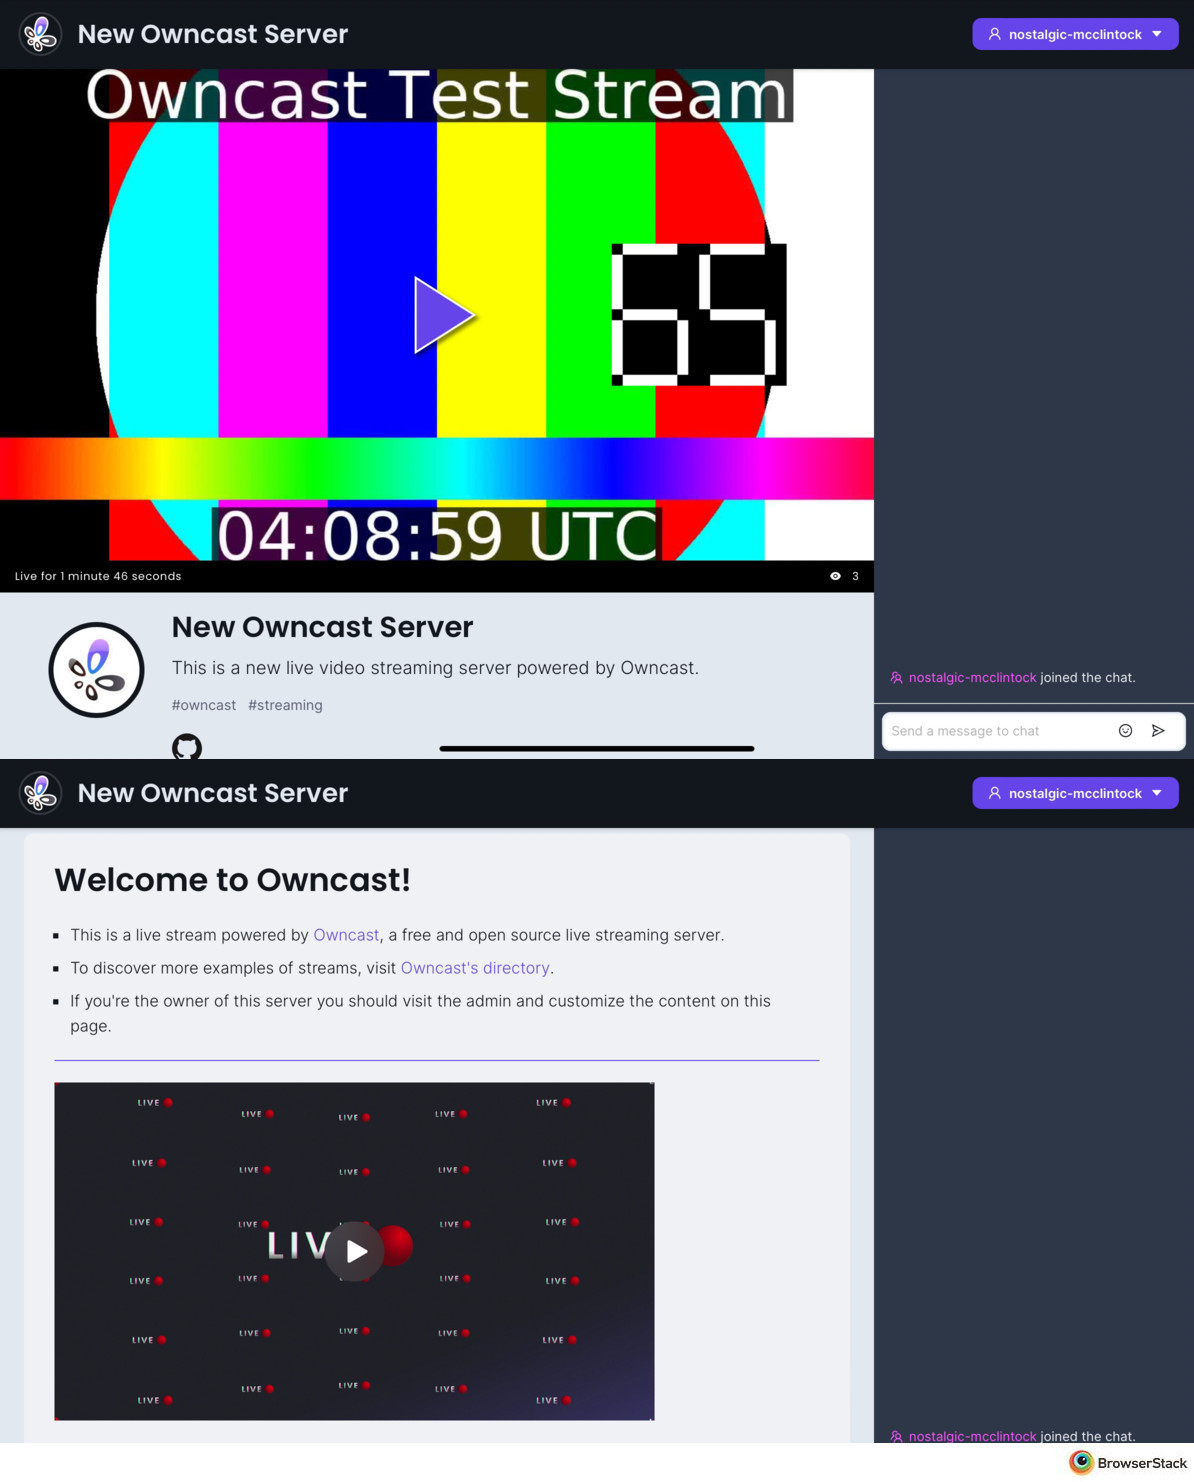 New Owncast Server
nostalgic-mcclintock
Owncast Test Stream
65
04:08:59 UTC
Live for 1 minute 46 seconds
3
New Owncast Server
This is a new live video streaming server powered by Owncast.
#owncast #streaming
nostalgic-mcclintock joined the chat.
Send a message to chat
New Owncast Server
nostalgic-mcclintock
Welcome to Owncast!
This is a live stream powered by Owncast, a free and open source live streaming server.
To discover more examples of streams, visit Owncast's directory.
If you're the owner of this server you should visit the admin and customize the content on this
page.
LIVE LIVE LIVE LIVE LIVE
LIVE LIVE LIVE LIVE LIVE
LIVE LIVE LIVE LIVE
LIV
LIVE LIVE LIVE LIVE
LIVE LIVE LIVE LIVE LIVE
LIVE LIVE LIVE LIVE LIVE
nostalgic-mcclintock joined the chat.
BrowserStack